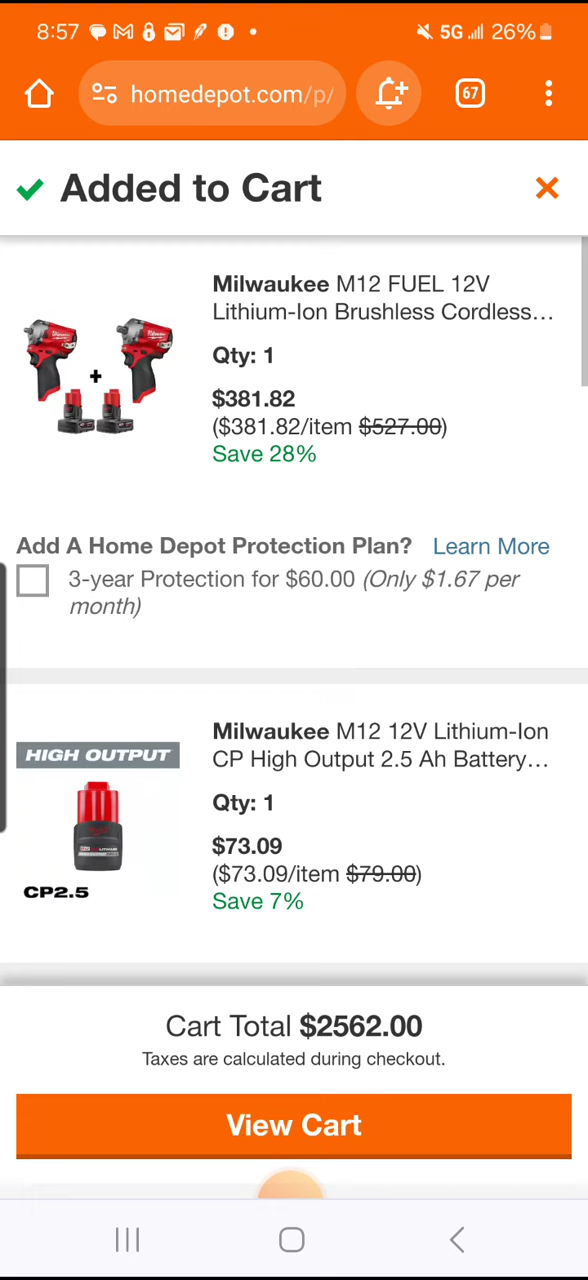 8:57
5G 26%
homedepot.com/p/
67
Added to Cart
Milwaukee M12 FUEL 12V
Lithium-Ion Brushless Cordless...
Qty: 1
$381.82
($381.82/item $527.00)
Save 28%
+
Add A Home Depot Protection Plan? Learn More
3-year Protection for $60.00 (Only $1.67 per
month)
HIGH OUTPUT
CP2.5
Milwaukee M12 12V Lithium-Ion
CP High Output 2.5 Ah Battery...
Qty: 1
$73.09
($73.09/item $79.00)
Save 7%
Cart Total $2562.00
Taxes are calculated during checkout.
View Cart